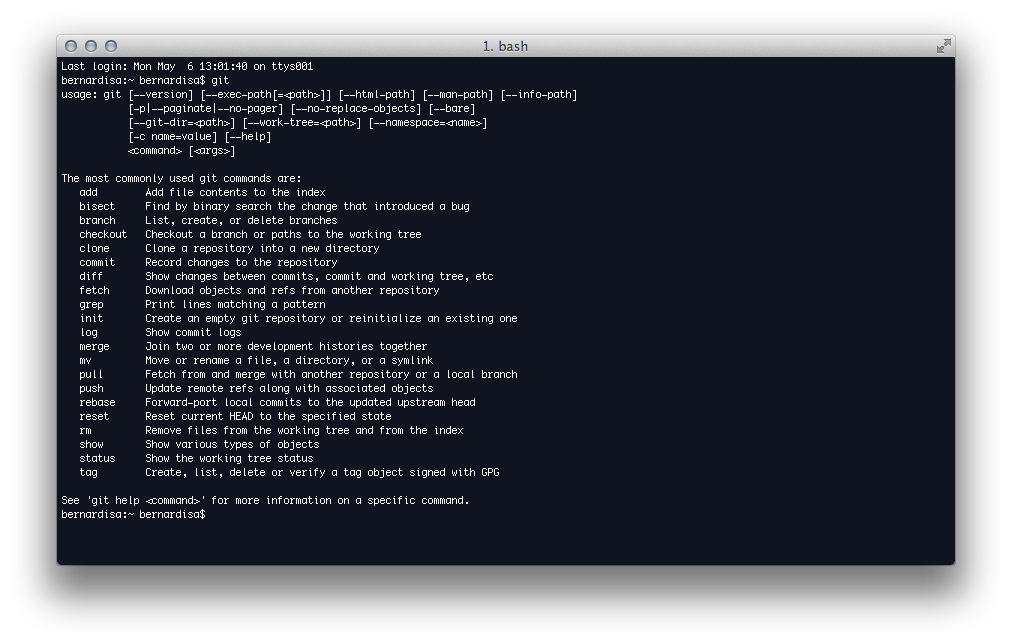 1. bash
Last login: Mon May  6 13:01:40 on ttys001
bernardisa:~ bernardisa$ git
usage: git [--version] [--exec-path[=<path>]] [--html-path] [--man-path] [--info-path]
           [-p|--paginate|--no-pager] [--no-replace-objects] [--bare]
           [--git-dir=<path>] [--work-tree=<path>] [--namespace=<name>]
           [-c name=value] [--help]
           <command> [<args>]

The most commonly used git commands are:
   add        Add file contents to the index
   bisect     Find by binary search the change that introduced a bug
   branch     List, create, or delete branches
   checkout   Checkout a branch or paths to the working tree
   clone      Clone a repository into a new directory
   commit     Record changes to the repository
   diff       Show changes between commits, commit and working tree, etc
   fetch      Download objects and refs from another repository
   grep       Print lines matching a pattern
   init       Create an empty git repository or reinitialize an existing one
   log        Show commit logs
   merge      Join two or more development histories together
   mv         Move or rename a file, a directory, or a symlink
   pull       Fetch from and merge with another repository or a local branch
   push       Update remote refs along with associated objects
   rebase     Forward-port local commits to the updated upstream head
   reset      Reset current HEAD to the specified state
   rm         Remove files from the working tree and from the index
   show       Show various types of objects
   status     Show the working tree status
   tag        Create, list, delete or verify a tag object signed with GPG

See 'git help <command>' for more information on a specific command.
bernardisa:~ bernardisa$